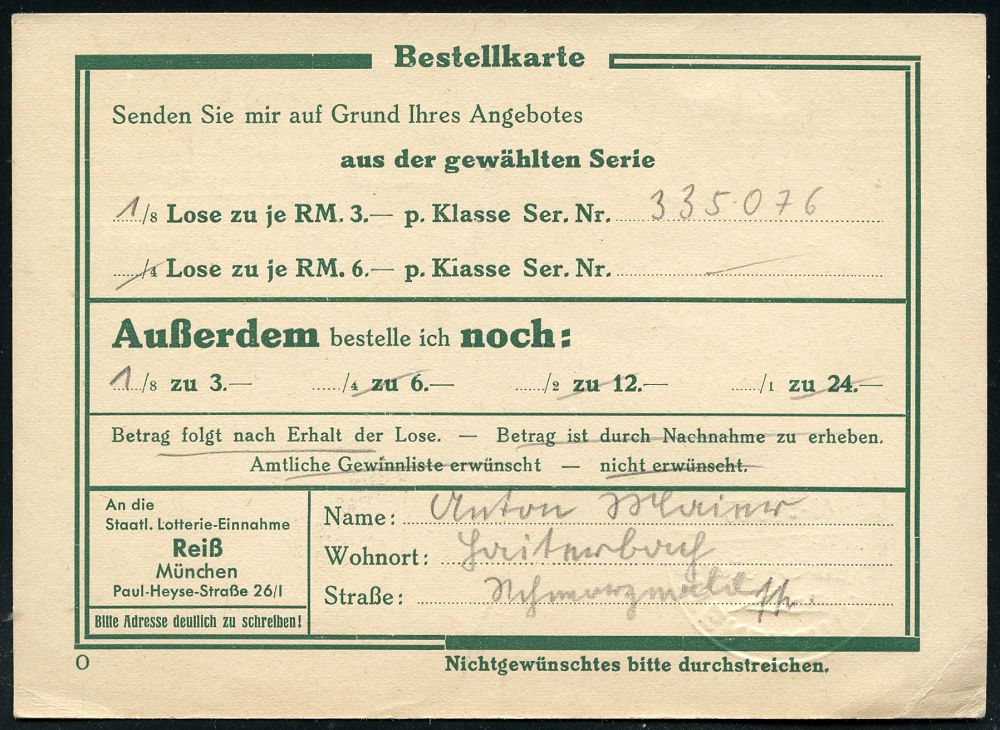 Bestellkarte
Senden Sie mir auf Grund Ihres Angebotes
aus der gewählten Serie
1/8 Lose zu je RM. 3.— p. Klasse Ser. Nr. 335076
/4 Lose zu je RM. 6.— p. Klasse Ser. Nr.
Außerdem bestelle ich noch:
1/8 zu 3.— /4 zu 6.— /2 zu 12.— /1 zu 24.—
Betrag folgt nach Erhalt der Lose. — Betrag ist durch Nachnahme zu erheben.
Amtliche Gewinnliste erwünscht — nicht erwünscht.
An die
Staatl. Lotterie-Einnahme
Reiß
München
Paul-Heyse-Straße 26/I
Bitte Adresse deutlich zu schreiben!
Name: Anton Maier
Wohnort: Haiterbach
Straße: Schwarzwaldstr.
O
Nichtgewünschtes bitte durchstreichen.